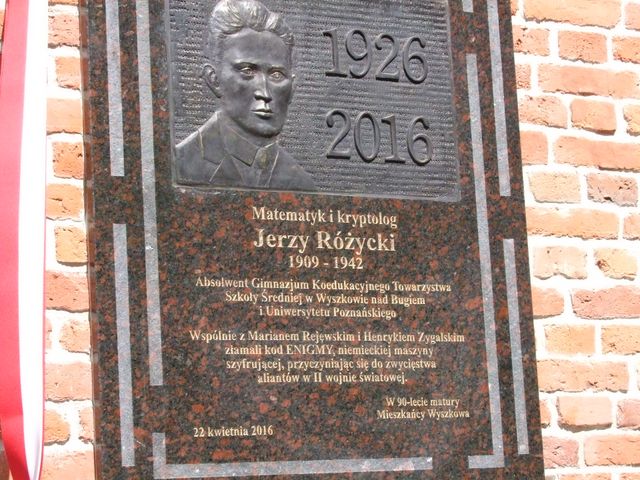 1926
2016
Matematyk i kryptolog
Jerzy Różycki
1909 - 1942
Absolwent Gimnazjum Koedukacyjnego Towarzystwa
Szkoły Średniej w Wyszkowie nad Bugiem
i Uniwersytetu Poznańskiego
Wspólnie z Marianem Rejewskim i Henrykiem Zygalskim
złamali kod ENIGMY, niemieckiej maszyny
szyfrującej, przyczyniając się do zwycięstwa
aliantów w II wojnie światowej.
W 90-lecie matury
Mieszkańcy Wyszkowa
22 kwietnia 2016